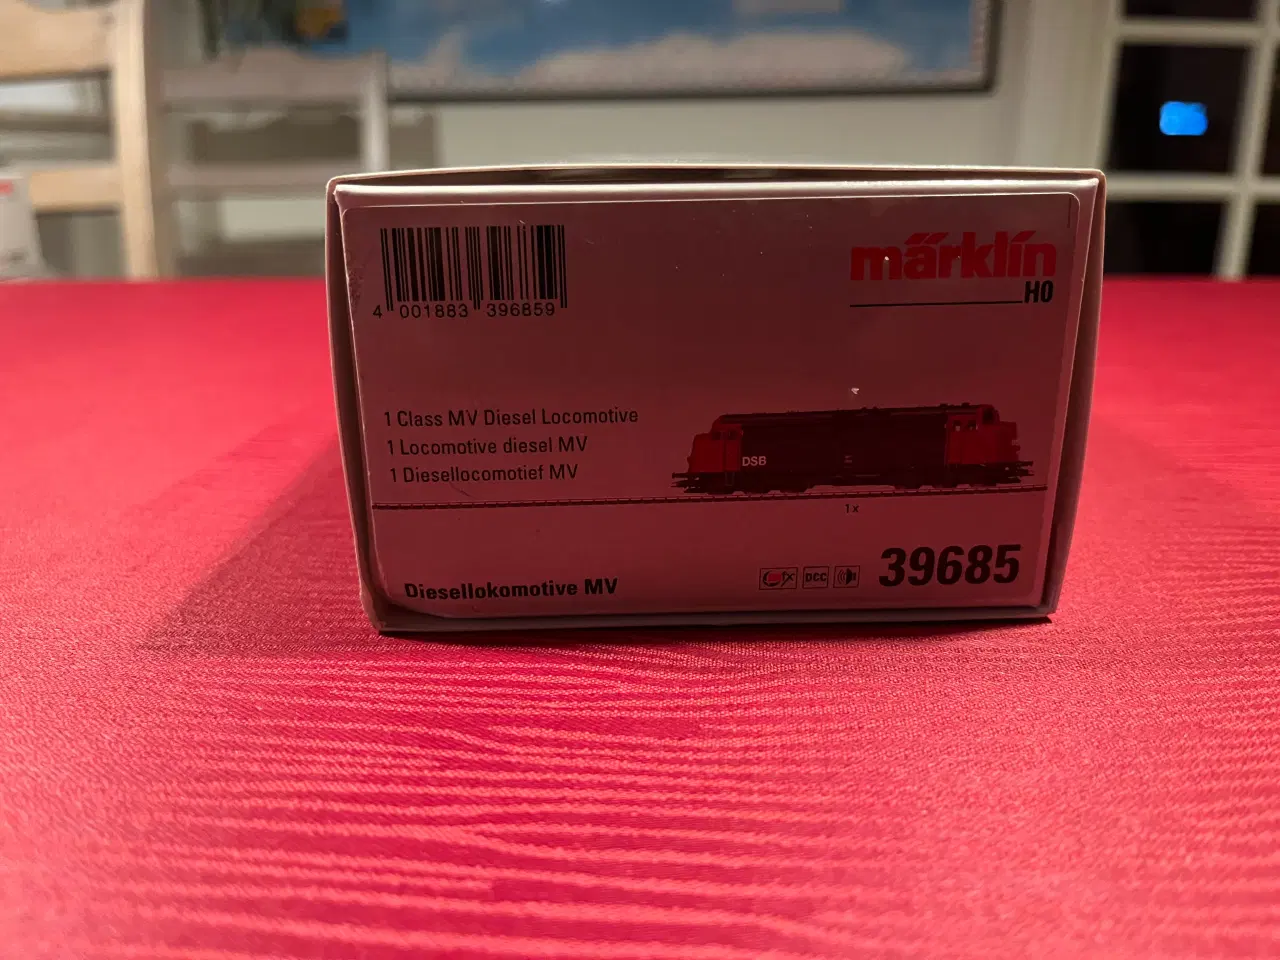 4 001883 396859
märklin
H0
1 Class MV Diesel Locomotive
1 Locomotive diesel MV
1 Diesellocomotief MV
DSB
1x
Diesellokomotive MV
fx
DCC
39685